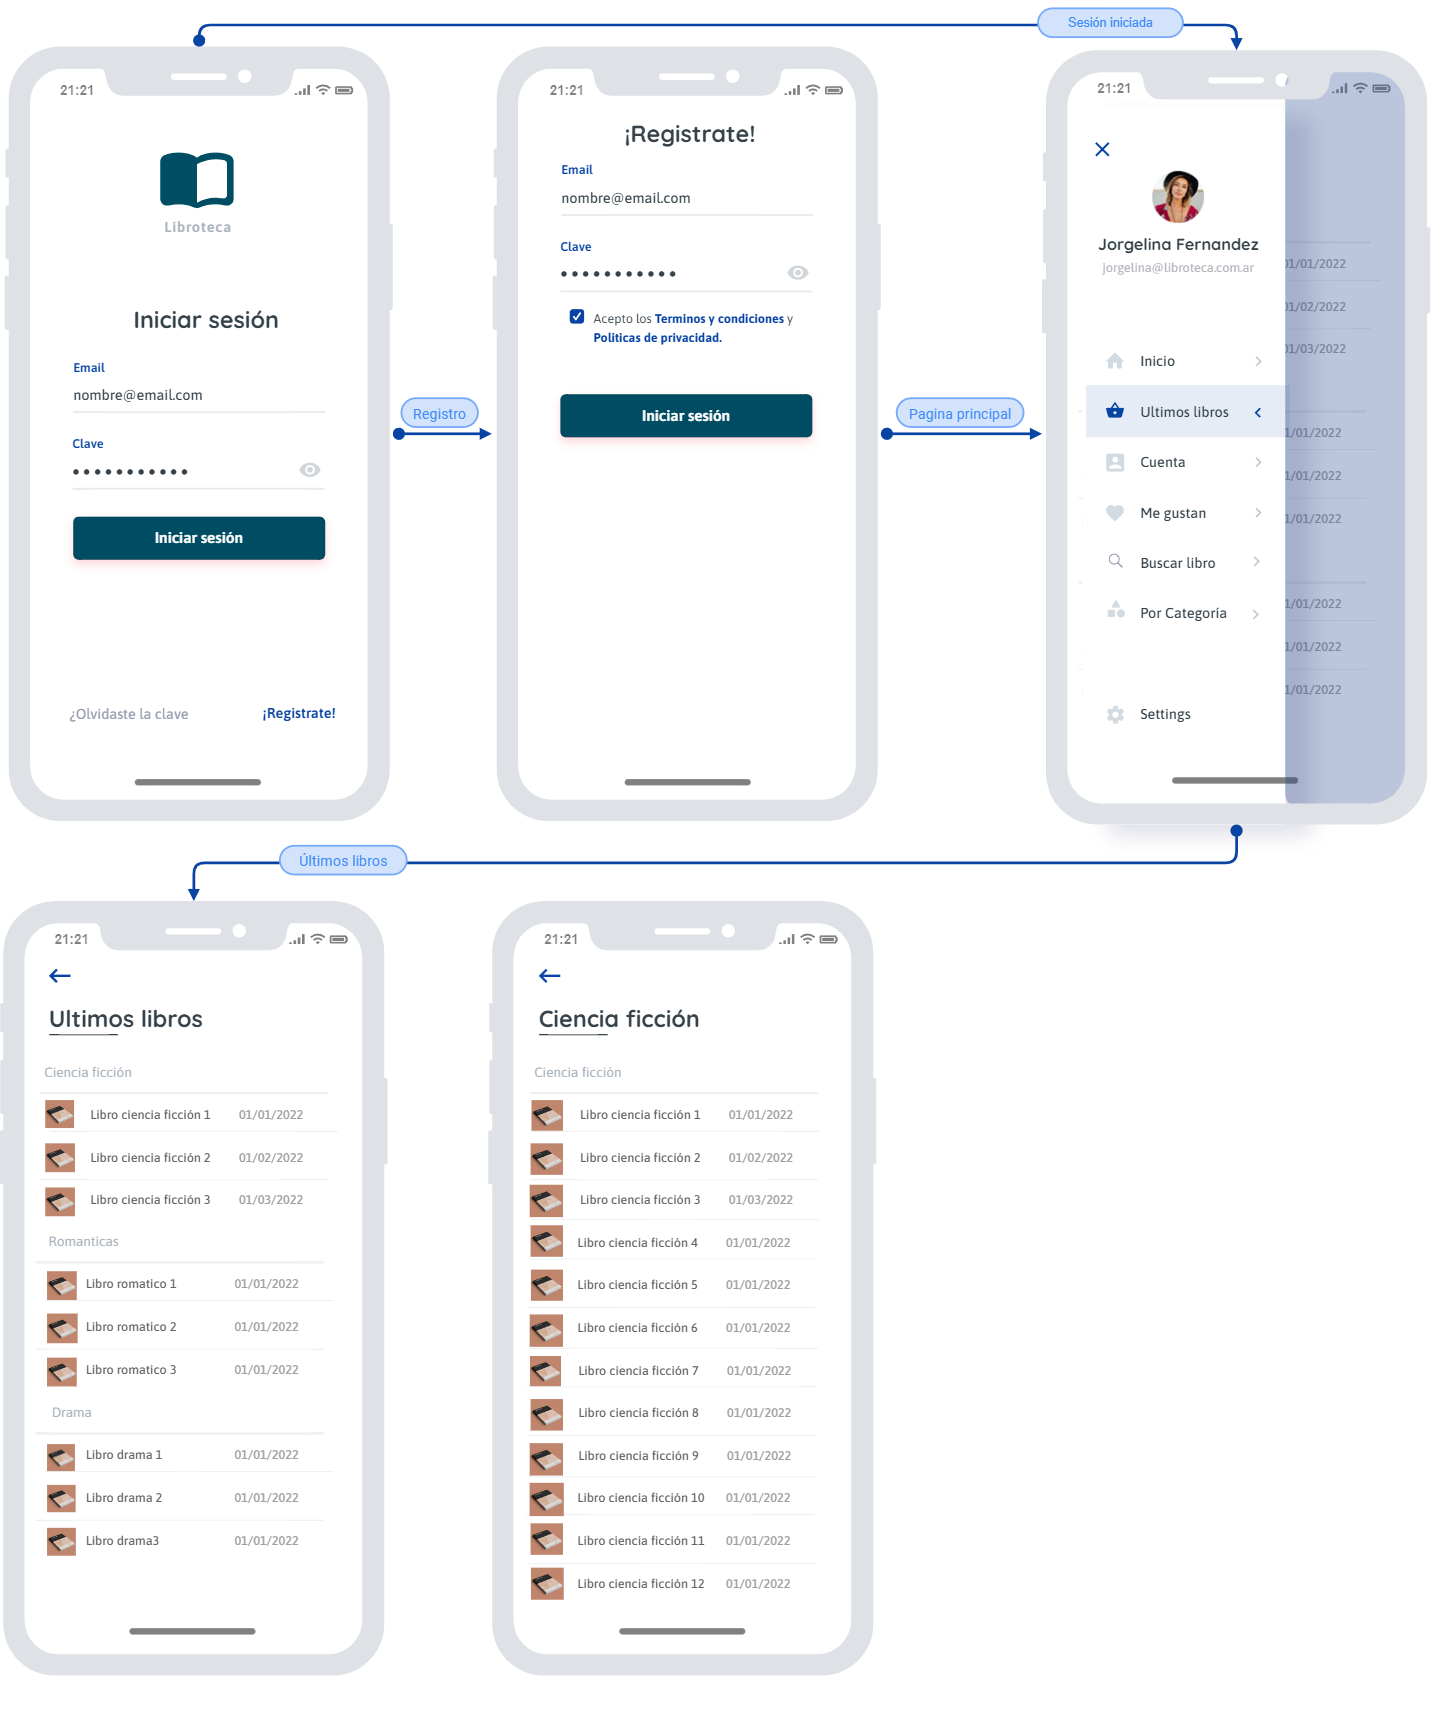 Sesión iniciada
21:21
Libroteca
Iniciar sesión
Email
nombre@email.com
Clave
Iniciar sesión
¿Olvidaste la clave
¡Registrate!
Registro
21:21
¡Registrate!
Email
nombre@email.com
Clave
Acepto los Terminos y condiciones y
Politicas de privacidad.
Iniciar sesión
Pagina principal
21:21
Jorgelina Fernandez
jorgelina@libroteca.com.ar
Inicio
Ultimos libros
Cuenta
Me gustan
Buscar libro
Por Categoría
Settings
01/01/2022
01/02/2022
01/03/2022
1/01/2022
1/01/2022
1/01/2022
1/01/2022
1/01/2022
1/01/2022
Últimos libros
21:21
Ultimos libros
Ciencia ficción
Libro ciencia ficción 1 01/01/2022
Libro ciencia ficción 2 01/02/2022
Libro ciencia ficción 3 01/03/2022
Romanticas
Libro romatico 1 01/01/2022
Libro romatico 2 01/01/2022
Libro romatico 3 01/01/2022
Drama
Libro drama 1 01/01/2022
Libro drama 2 01/01/2022
Libro drama3 01/01/2022
21:21
Ciencia ficción
Ciencia ficción
Libro ciencia ficción 1 01/01/2022
Libro ciencia ficción 2 01/02/2022
Libro ciencia ficción 3 01/03/2022
Libro ciencia ficción 4 01/01/2022
Libro ciencia ficción 5 01/01/2022
Libro ciencia ficción 6 01/01/2022
Libro ciencia ficción 7 01/01/2022
Libro ciencia ficción 8 01/01/2022
Libro ciencia ficción 9 01/01/2022
Libro ciencia ficción 10 01/01/2022
Libro ciencia ficción 11 01/01/2022
Libro ciencia ficción 12 01/01/2022